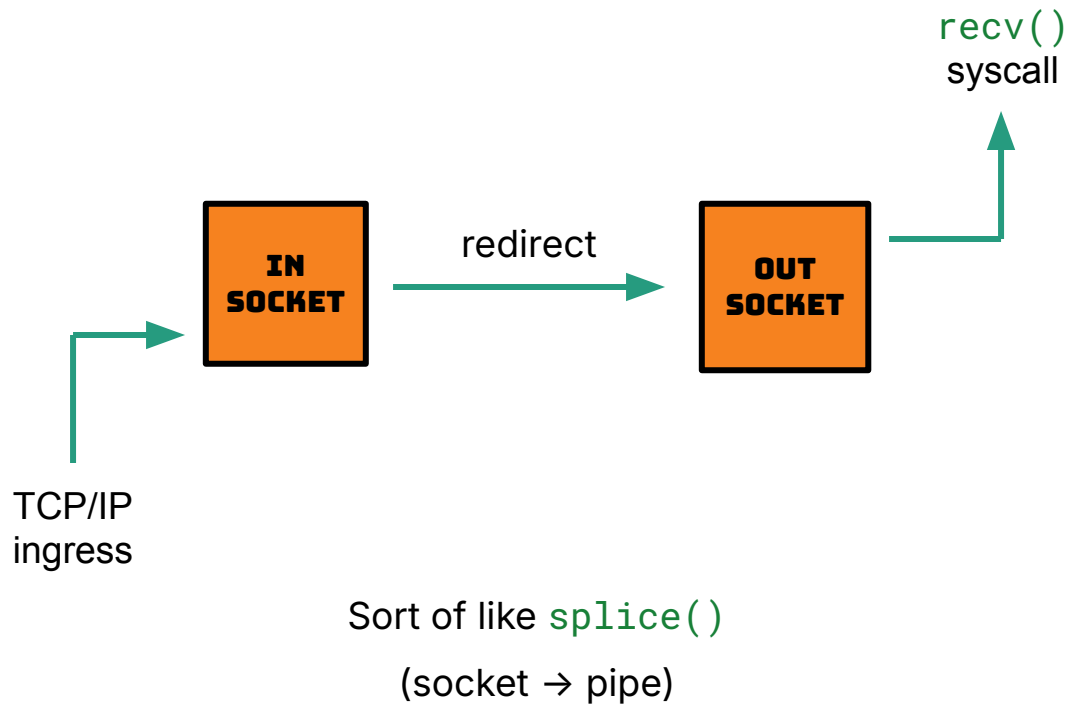 recv()
syscall
IN
SOCKET
redirect
OUT
SOCKET
TCP/IP
ingress
Sort of like splice()
(socket → pipe)